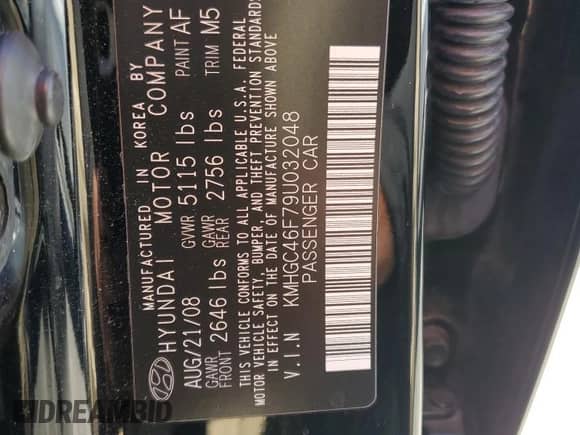 MANUFACTURED IN KOREA BY
HYUNDAI MOTOR COMPANY
AUG/21/08 GVWR 5115 lbs PAINT AF
GAWR FRONT 2646 lbs GAWR REAR 2756 lbs TRIM M5
THIS VEHICLE CONFORMS TO ALL APPLICABLE U.S.A. FEDERAL
MOTOR VEHICLE SAFETY, BUMPER, AND THEFT PREVENTION STANDARDS
IN EFFECT ON THE DATE OF MANUFACTURE SHOWN ABOVE
V.I.N KMHGC46F79U032048
PASSENGER CAR
DREAMBID